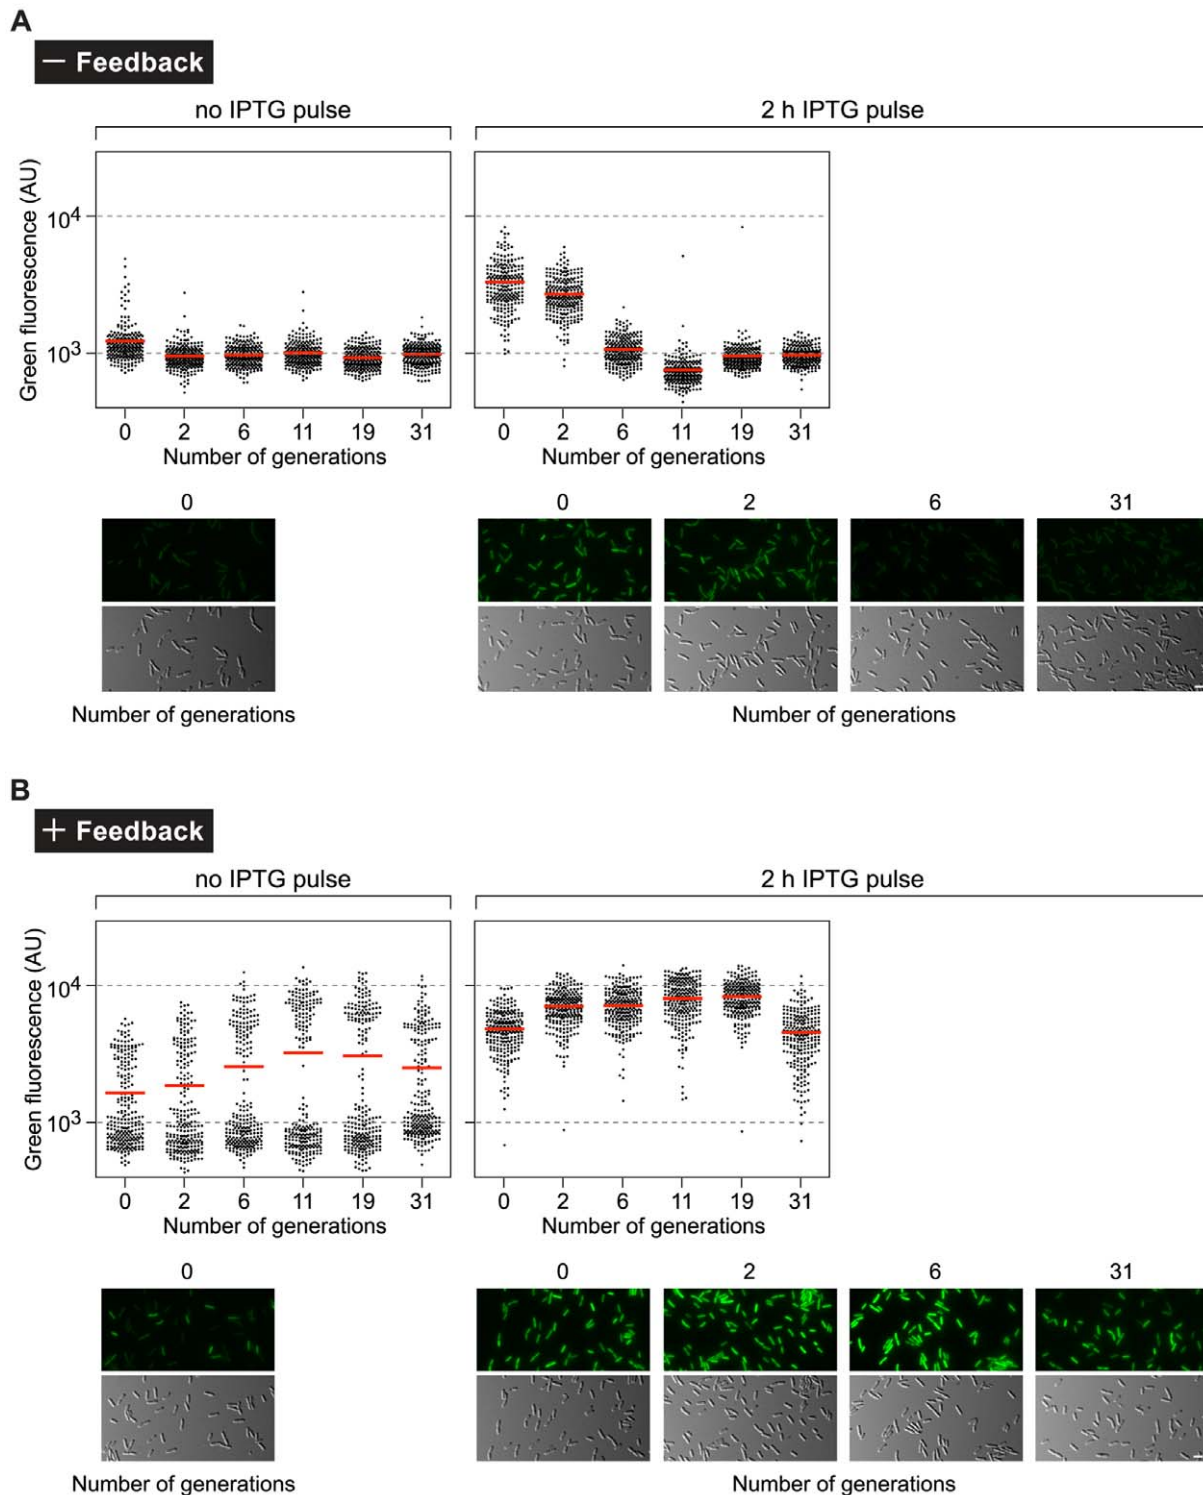 A
− Feedback
no IPTG pulse
2 h IPTG pulse
Green fluorescence (AU)
10⁴
10³
0 2 6 11 19 31
Number of generations
0 2 6 11 19 31
Number of generations
0
0 2 6 31
Number of generations
Number of generations
B
+ Feedback
no IPTG pulse
2 h IPTG pulse
Green fluorescence (AU)
10⁴
10³
0 2 6 11 19 31
Number of generations
0 2 6 11 19 31
Number of generations
0
0 2 6 31
Number of generations
Number of generations